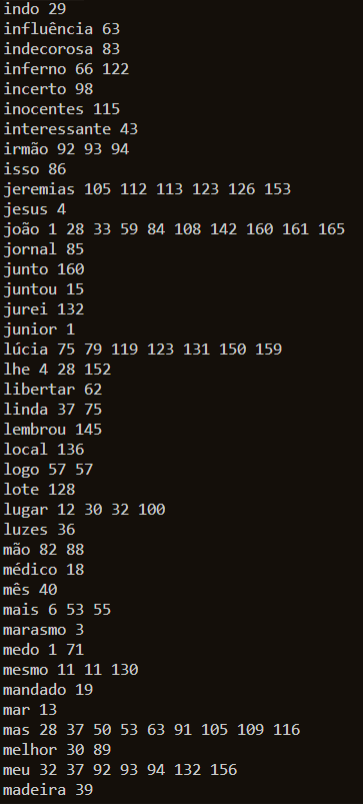 indo 29
influência 63
indecorosa 83
inferno 66 122
incerto 98
inocentes 115
interessante 43
irmão 92 93 94
isso 86
jeremias 105 112 113 123 126 153
jesus 4
joão 1 28 33 59 84 108 142 160 161 165
jornal 85
junto 160
juntou 15
jurei 132
junior 1
lúcia 75 79 119 123 131 150 159
lhe 4 28 152
libertar 62
linda 37 75
lembrou 145
local 136
logo 57 57
lote 128
lugar 12 30 32 100
luzes 36
mão 82 88
médico 18
mês 40
mais 6 53 55
marasmo 3
medo 1 71
mesmo 11 11 130
mandado 19
mar 13
mas 28 37 50 53 63 91 105 109 116
melhor 30 89
meu 32 37 92 93 94 132 156
madeira 39